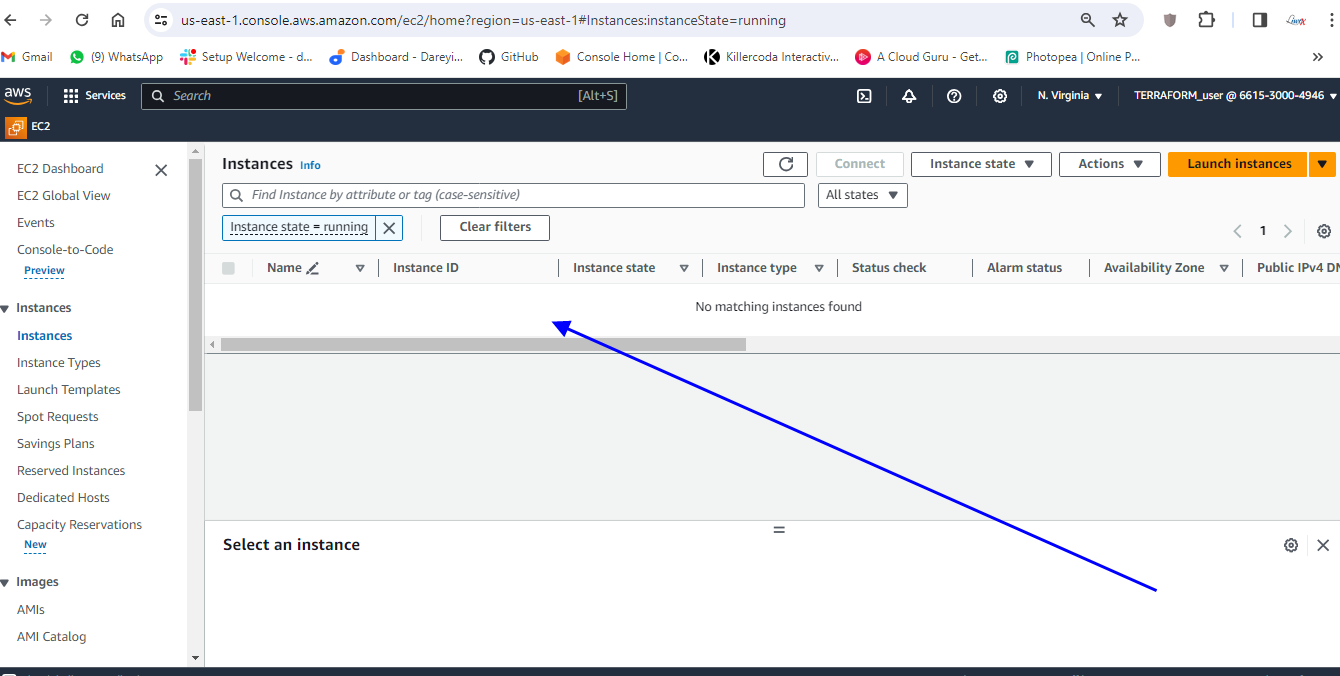 us-east-1.console.aws.amazon.com/ec2/home?region=us-east-1#Instances:instanceState=running
Gmail (9) WhatsApp Setup Welcome - d... Dashboard - Dareyi... GitHub Console Home | Co... Killercoda Interactiv... A Cloud Guru - Get... Photopea | Online P... »
aws Services Search [Alt+S] N. Virginia TERRAFORM_user @ 6615-3000-4946
EC2
EC2 Dashboard
EC2 Global View
Events
Console-to-Code
Preview
Instances
Instances
Instance Types
Launch Templates
Spot Requests
Savings Plans
Reserved Instances
Dedicated Hosts
Capacity Reservations
New
Images
AMIs
AMI Catalog
Instances Info Connect Instance state Actions Launch instances
Find Instance by attribute or tag (case-sensitive) All states
Instance state = running Clear filters 1
Name Instance ID Instance state Instance type Status check Alarm status Availability Zone Public IPv4 DN
No matching instances found
Select an instance